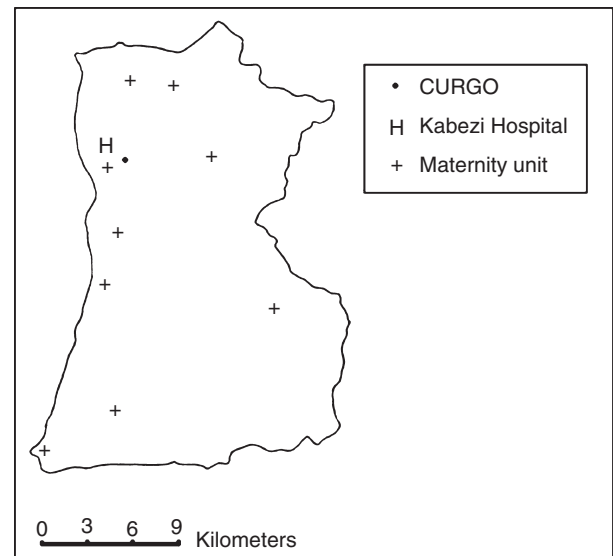 H
CURGO
H Kabezi Hospital
+ Maternity unit
0 3 6 9 Kilometers